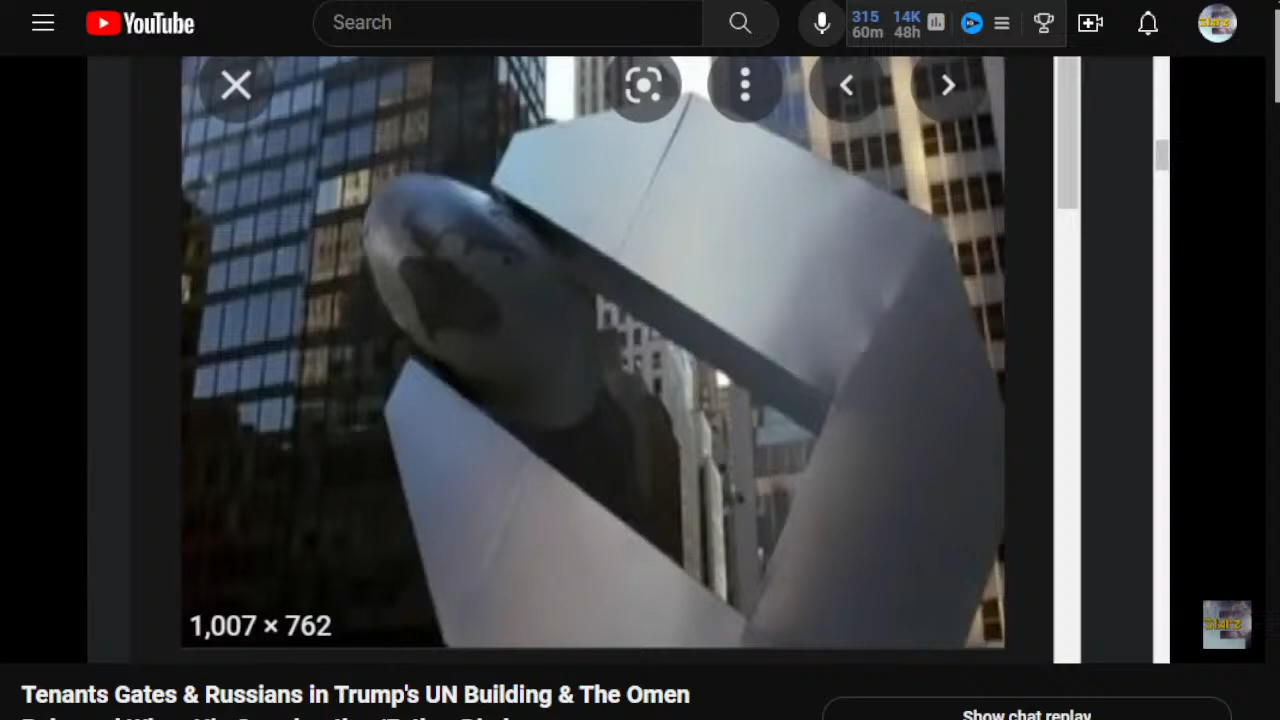 YouTube
Search
315 14K
60m 48h
1,007 × 762
Tenants Gates & Russians in Trump's UN Building & The Omen
Show chat replay